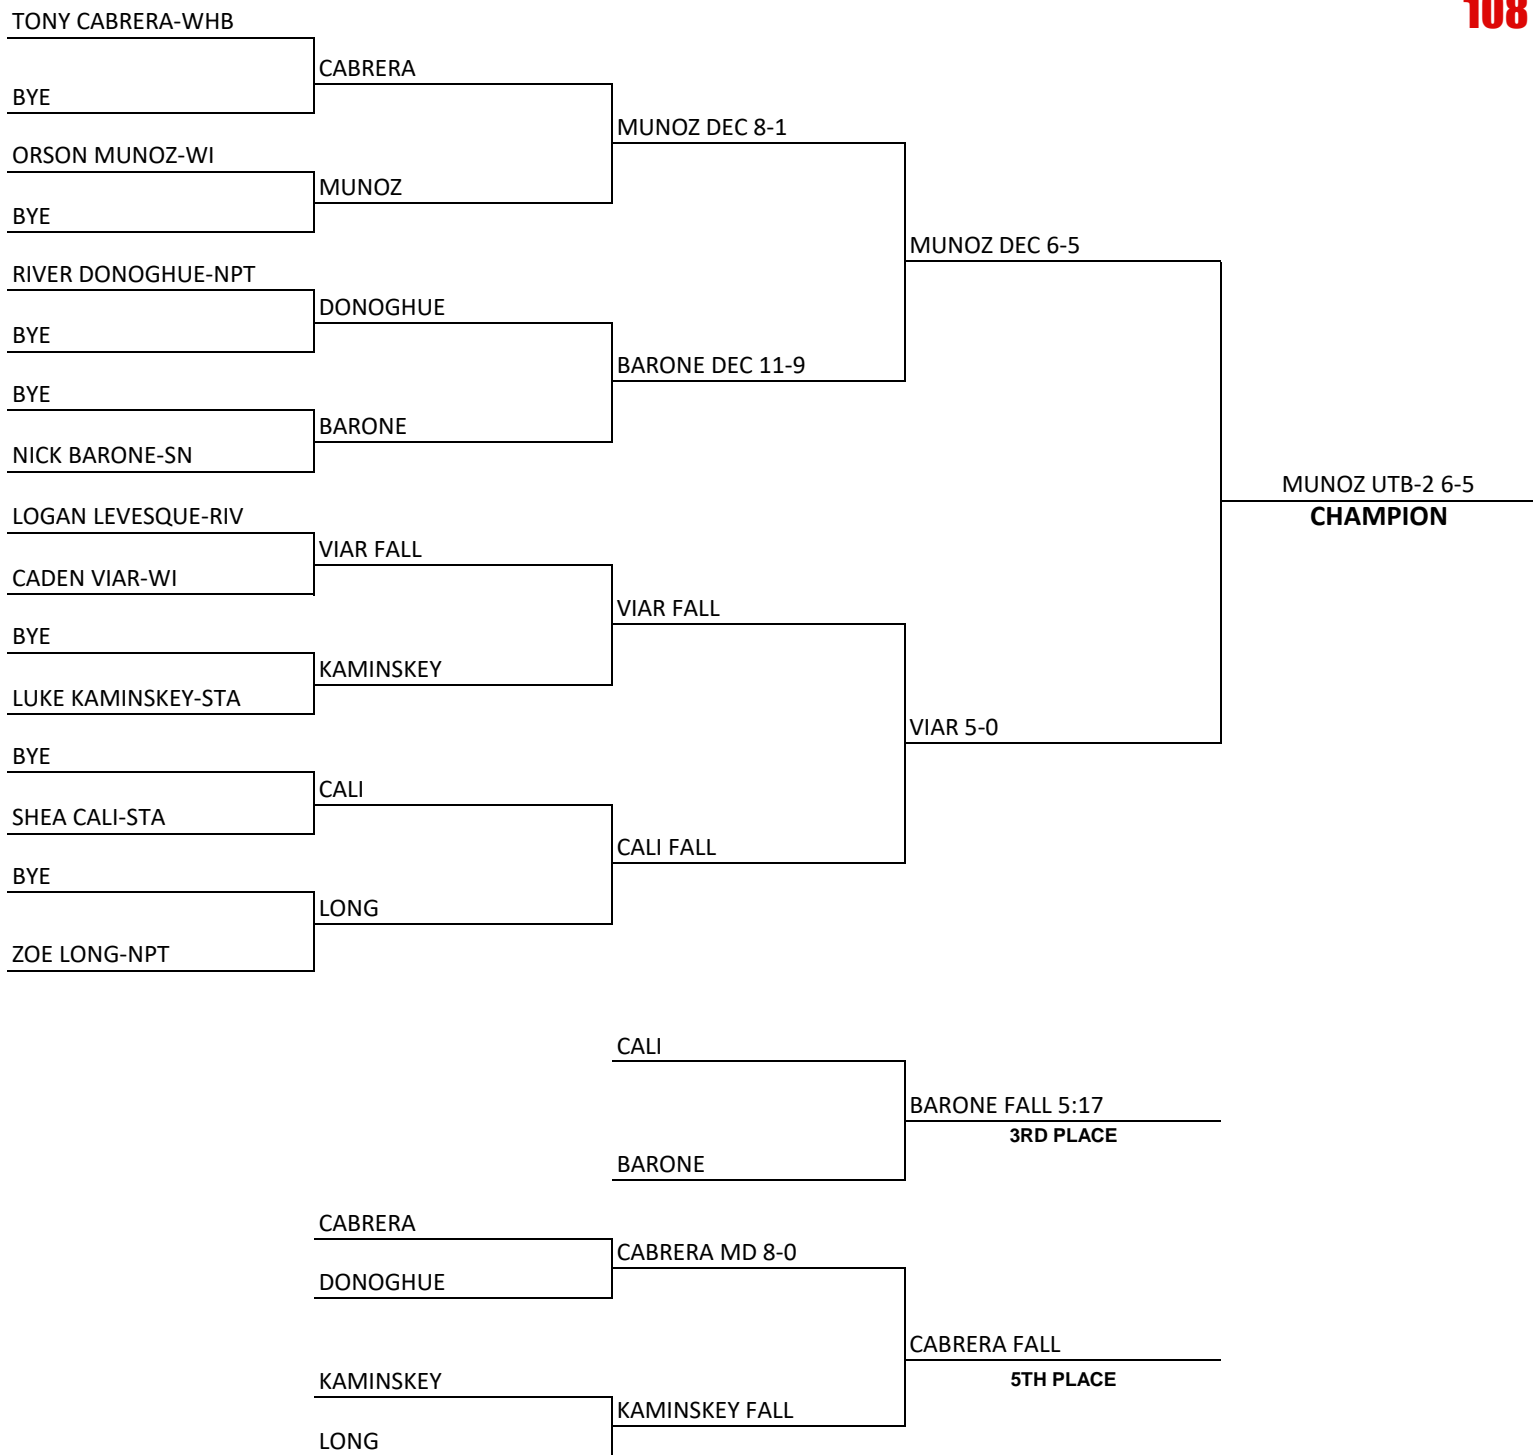 108
TONY CABRERA-WHB
CABRERA
BYE
MUNOZ DEC 8-1
ORSON MUNOZ-WI
MUNOZ
BYE
MUNOZ DEC 6-5
RIVER DONOGHUE-NPT
DONOGHUE
BYE
BARONE DEC 11-9
BYE
BARONE
NICK BARONE-SN
MUNOZ UTB-2 6-5
CHAMPION
LOGAN LEVESQUE-RIV
VIAR FALL
CADEN VIAR-WI
VIAR FALL
BYE
KAMINSKEY
LUKE KAMINSKEY-STA
VIAR 5-0
BYE
CALI
SHEA CALI-STA
CALI FALL
BYE
LONG
ZOE LONG-NPT
CALI
BARONE FALL 5:17
3RD PLACE
BARONE
CABRERA
CABRERA MD 8-0
DONOGHUE
CABRERA FALL
5TH PLACE
KAMINSKEY
KAMINSKEY FALL
LONG